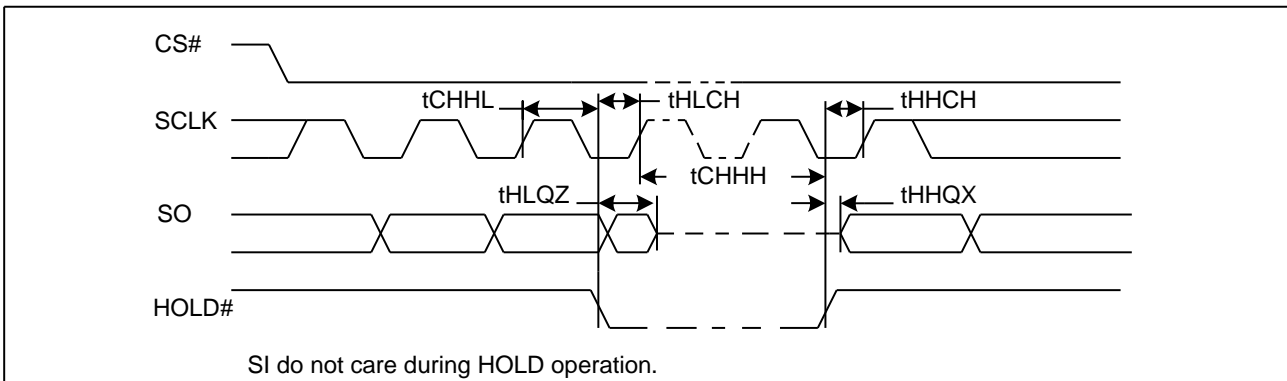 CS#
tCHHL
tHLCH
tHHCH
SCLK
tCHHH
tHLQZ
tHHQX
SO
HOLD#
SI do not care during HOLD operation.